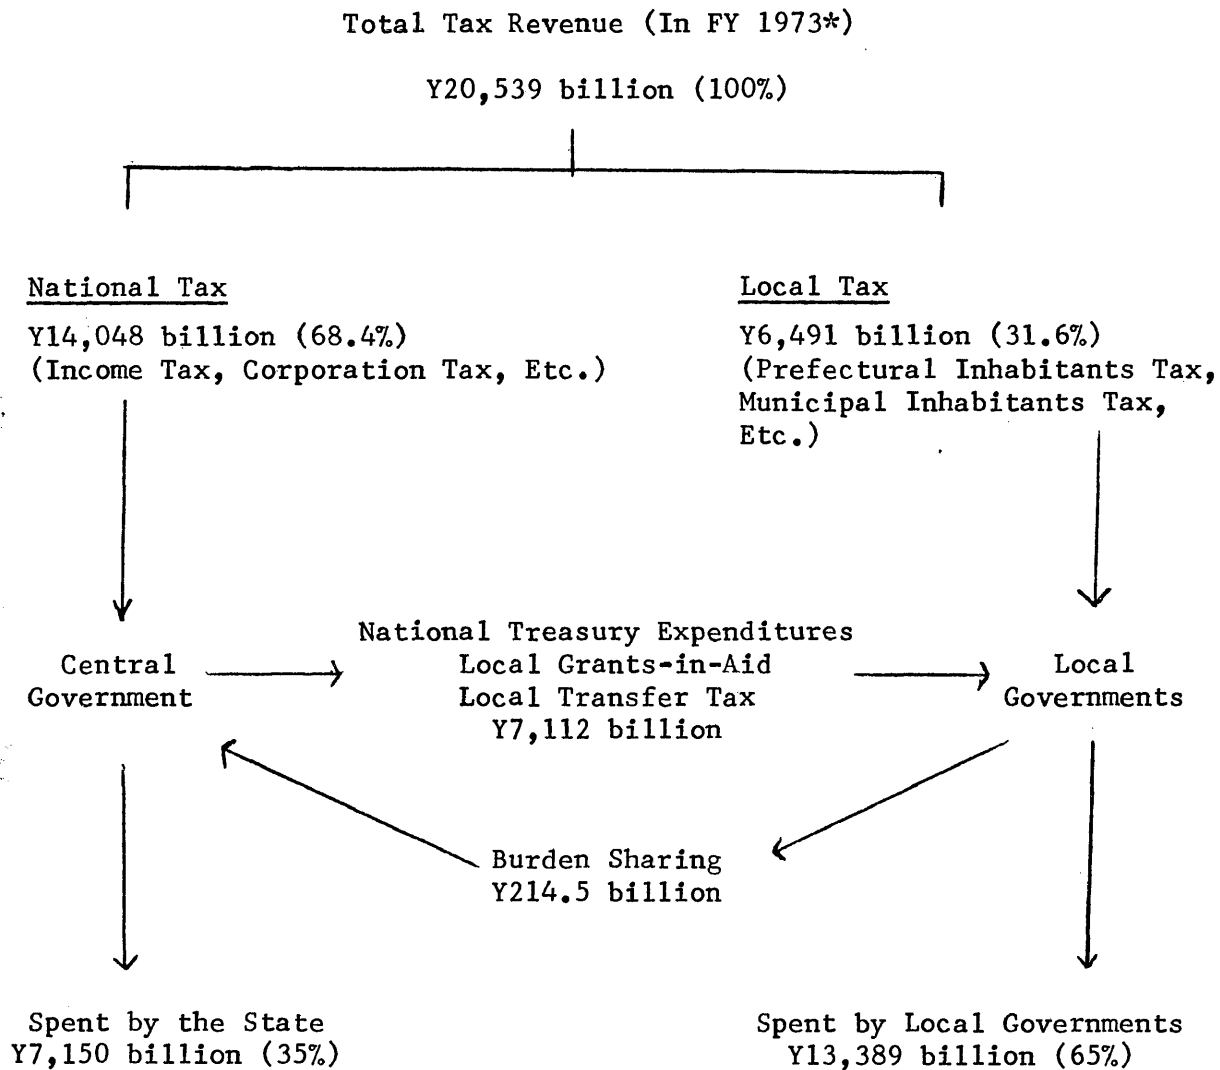 Total Tax Revenue (In FY 1973*)
Y20,539 billion (100%)
National Tax
Y14,048 billion (68.4%)
(Income Tax, Corporation Tax, Etc.)
Local Tax
Y6,491 billion (31.6%)
(Prefectural Inhabitants Tax,
Municipal Inhabitants Tax,
Etc.)
Central
Government
National Treasury Expenditures
Local Grants-in-Aid
Local Transfer Tax
Y7,112 billion
Local
Governments
Burden Sharing
Y214.5 billion
Spent by the State
Y7,150 billion (35%)
Spent by Local Governments
Y13,389 billion (65%)